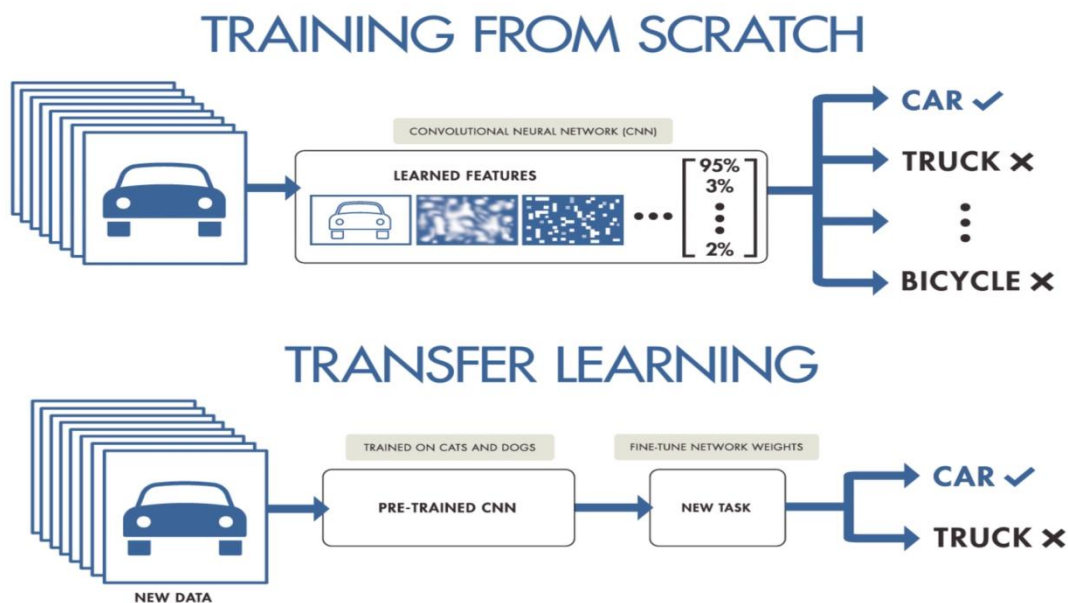 TRAINING FROM SCRATCH
CONVOLUTIONAL NEURAL NETWORK (CNN)
LEARNED FEATURES
95%
3%
2%
CAR ✓
TRUCK ×
BICYCLE ×
TRANSFER LEARNING
TRAINED ON CATS AND DOGS
FINE-TUNE NETWORK WEIGHTS
PRE-TRAINED CNN
NEW TASK
CAR ✓
TRUCK ×
NEW DATA